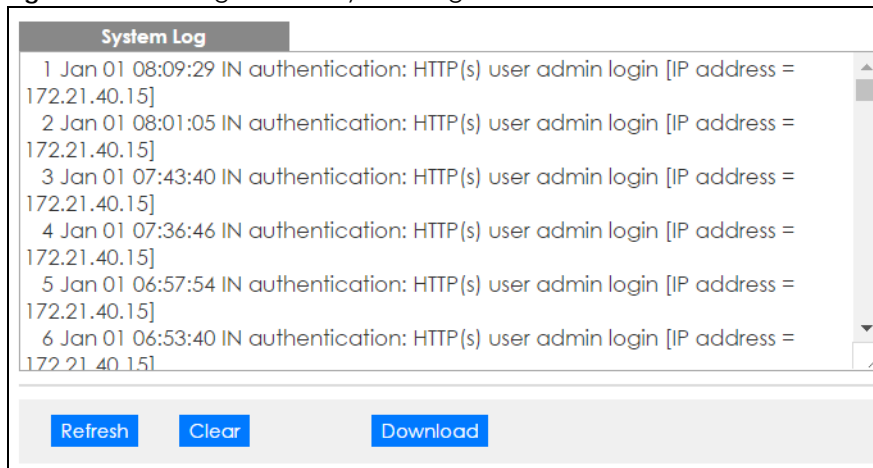 System Log
1 Jan 01 08:09:29 IN authentication: HTTP(s) user admin login [IP address =
172.21.40.15]
2 Jan 01 08:01:05 IN authentication: HTTP(s) user admin login [IP address =
172.21.40.15]
3 Jan 01 07:43:40 IN authentication: HTTP(s) user admin login [IP address =
172.21.40.15]
4 Jan 01 07:36:46 IN authentication: HTTP(s) user admin login [IP address =
172.21.40.15]
5 Jan 01 06:57:54 IN authentication: HTTP(s) user admin login [IP address =
172.21.40.15]
6 Jan 01 06:53:40 IN authentication: HTTP(s) user admin login [IP address =
172.21.40.15]
Refresh Clear Download